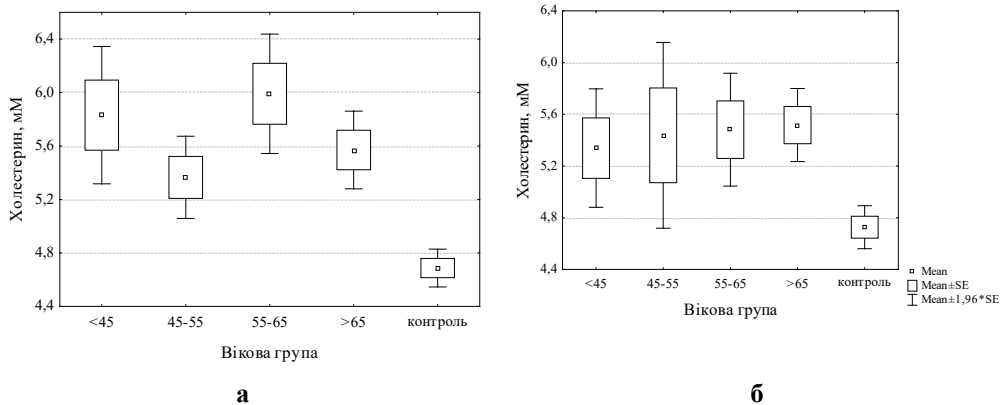 6,4
6,0
5,6
5,2
4,8
4,4
Холестерин, мМ
<45 45-55 55-65 >65 контроль
Вікова група
а
6,4
6,0
5,6
5,2
4,8
4,4
Холестерин, мМ
<45 45-55 55-65 >65 контроль
Вікова група
б
Mean
Mean±SE
Mean±1,96*SE